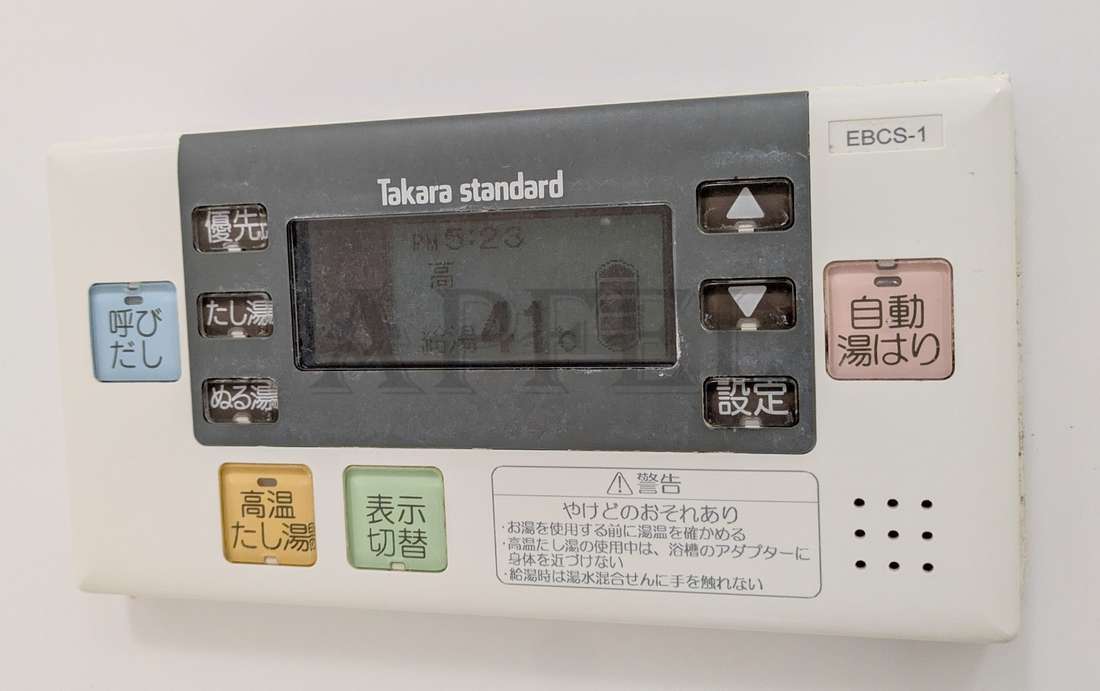 EBCS-1
Takara standard
優先
PM 5:23
高
給湯 41 ℃
たし湯
ぬる湯
呼び
だし
自動
湯はり
設定
高温
たし湯
表示
切替
警告
やけどのおそれあり
・お湯を使用する前に湯温を確かめる
・高温たし湯の使用中は、浴槽のアダプターに
身体を近づけない
・給湯時は湯水混合せんに手を触れない